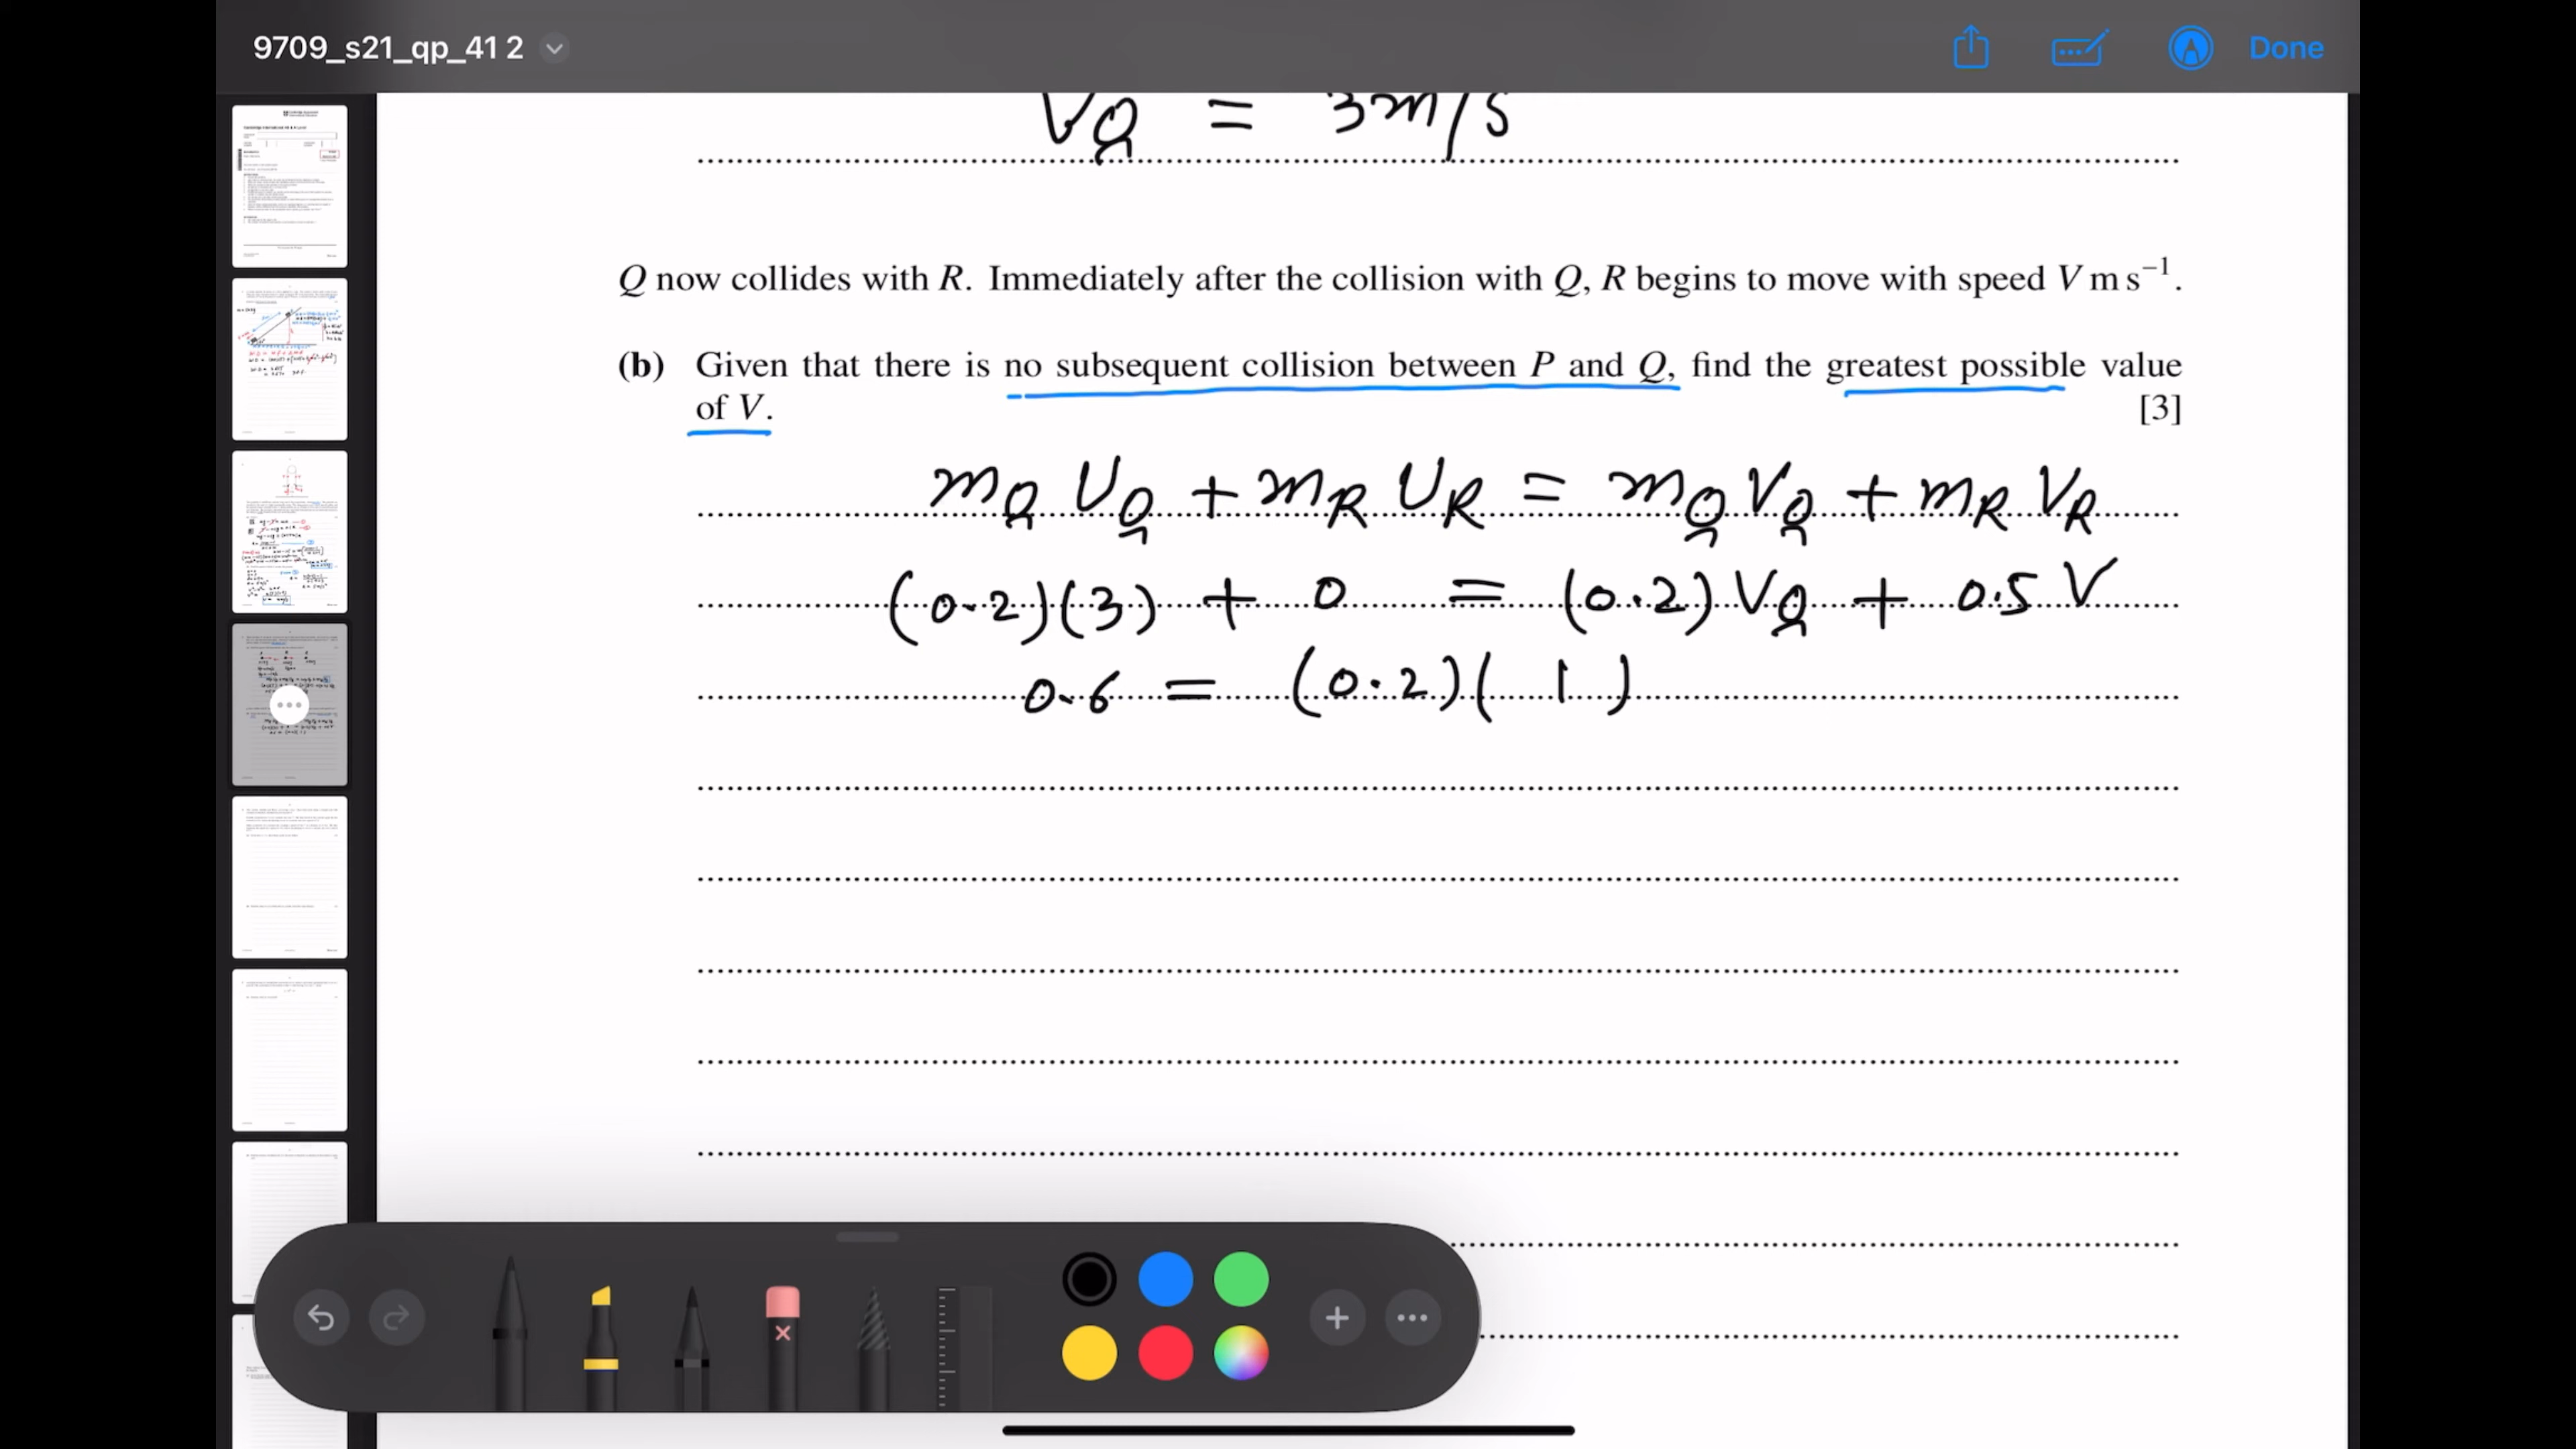 9709_s21_qp_41 2
Done
VQ = 3m/s
Q now collides with R. Immediately after the collision with Q, R begins to move with speed V m s⁻¹.
(b) Given that there is no subsequent collision between P and Q, find the greatest possible value
of V. [3]
mQ UQ + mR UR = mQ VQ + mR VR
(0.2)(3) + 0 = (0.2) VQ + 0.5 V
0.6 = (0.2)( 1 )